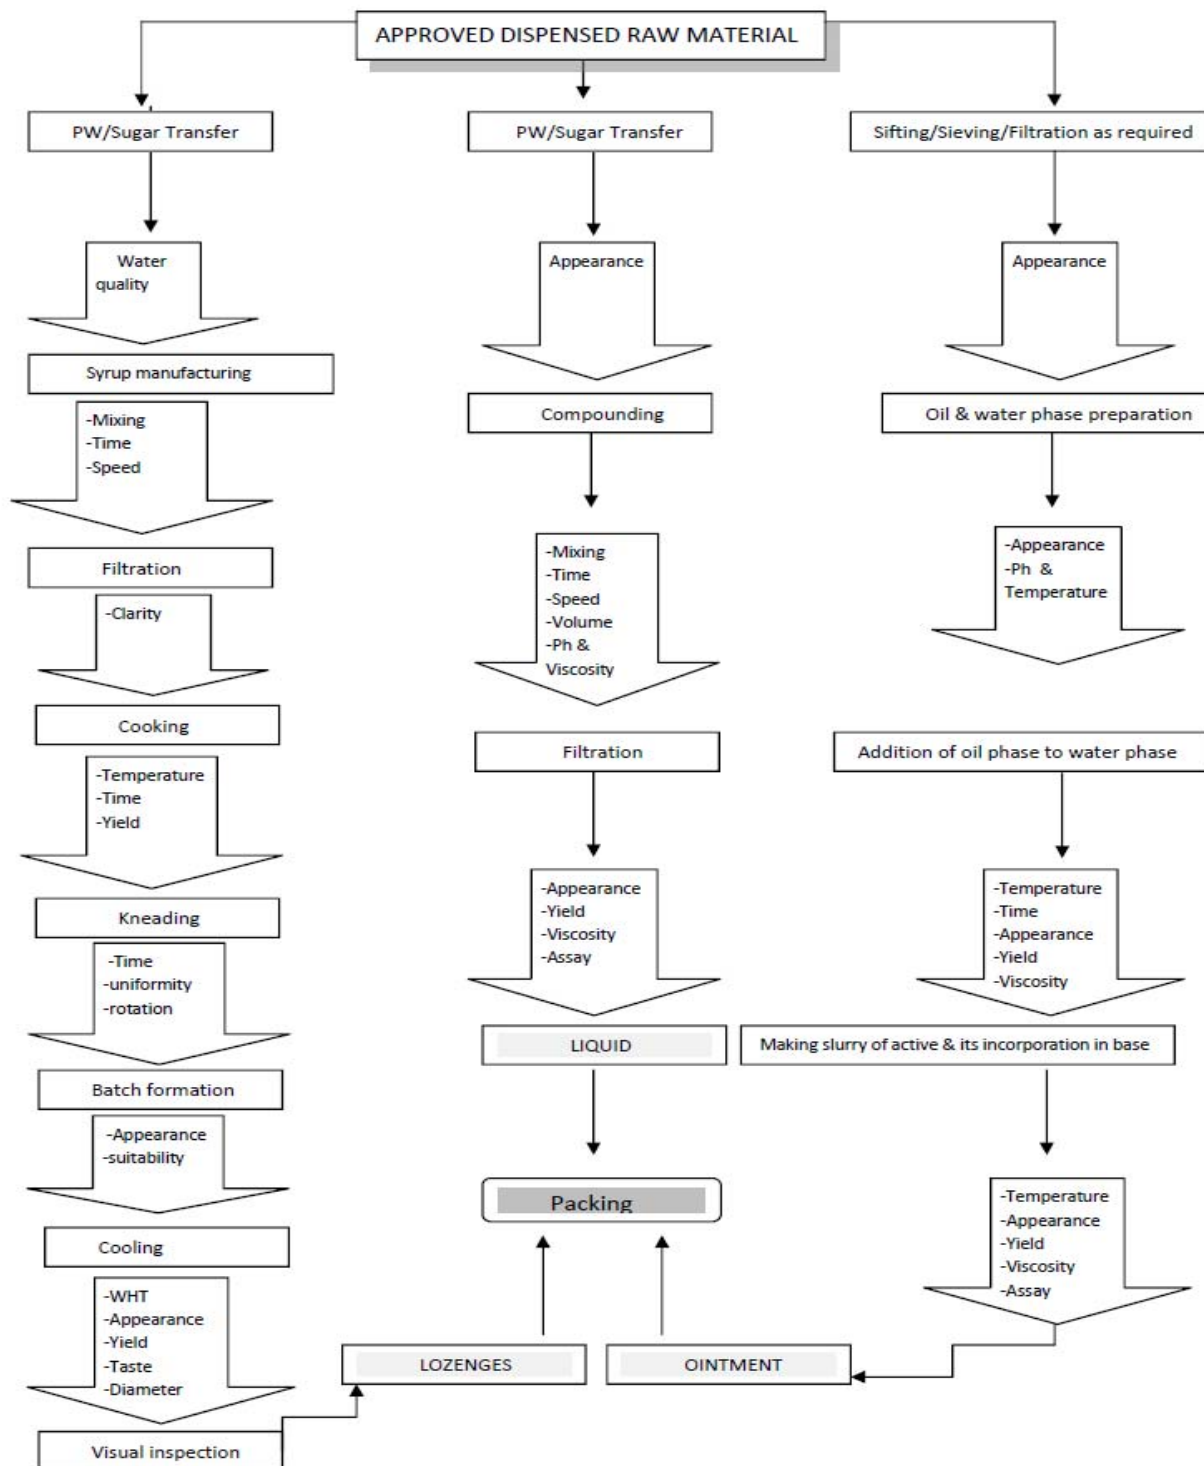 APPROVED DISPENSED RAW MATERIAL
PW/Sugar Transfer
Water
quality
Syrup manufacturing
-Mixing
-Time
-Speed
Filtration
-Clarity
Cooking
-Temperature
-Time
-Yield
Kneading
-Time
-uniformity
-rotation
Batch formation
-Appearance
-suitability
Cooling
-WHT
-Appearance
-Yield
-Taste
-Diameter
Visual inspection
LOZENGES
PW/Sugar Transfer
Appearance
Compounding
-Mixing
-Time
-Speed
-Volume
-Ph &
Viscosity
Filtration
-Appearance
-Yield
-Viscosity
-Assay
LIQUID
Packing
Sifting/Sieving/Filtration as required
Appearance
Oil & water phase preparation
-Appearance
-Ph &
Temperature
Addition of oil phase to water phase
-Temperature
-Time
-Appearance
-Yield
-Viscosity
Making slurry of active & its incorporation in base
-Temperature
-Appearance
-Yield
-Viscosity
-Assay
OINTMENT